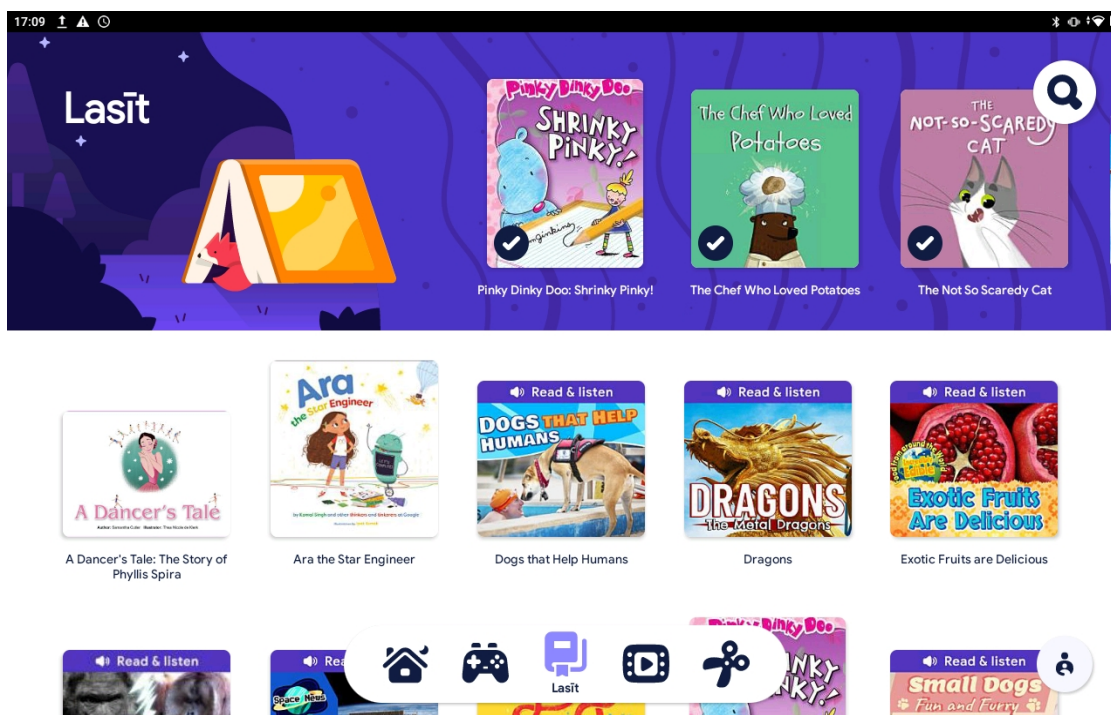 17:09
Lasīt
Pinky Dinky Doo
SHRINKY
PINKY!
The Chef Who Loved
Potatoes
THE
NOT-SO-SCAREDY
CAT
Pinky Dinky Doo: Shrinky Pinky!
The Chef Who Loved Potatoes
The Not So Scaredy Cat
Ara
the Star Engineer
Read & listen
Read & listen
Read & listen
DOGS THAT HELP
HUMANS
DRAGONS
The Metal Dragons
Exotic Fruits
Are Delicious
A Dancer's Tale
A Dancer's Tale: The Story of
Phyllis Spira
Ara the Star Engineer
Dogs that Help Humans
Dragons
Exotic Fruits are Delicious
Read & listen
Read & listen
Space News
Small Dogs
Fun and Furry
Lasīt